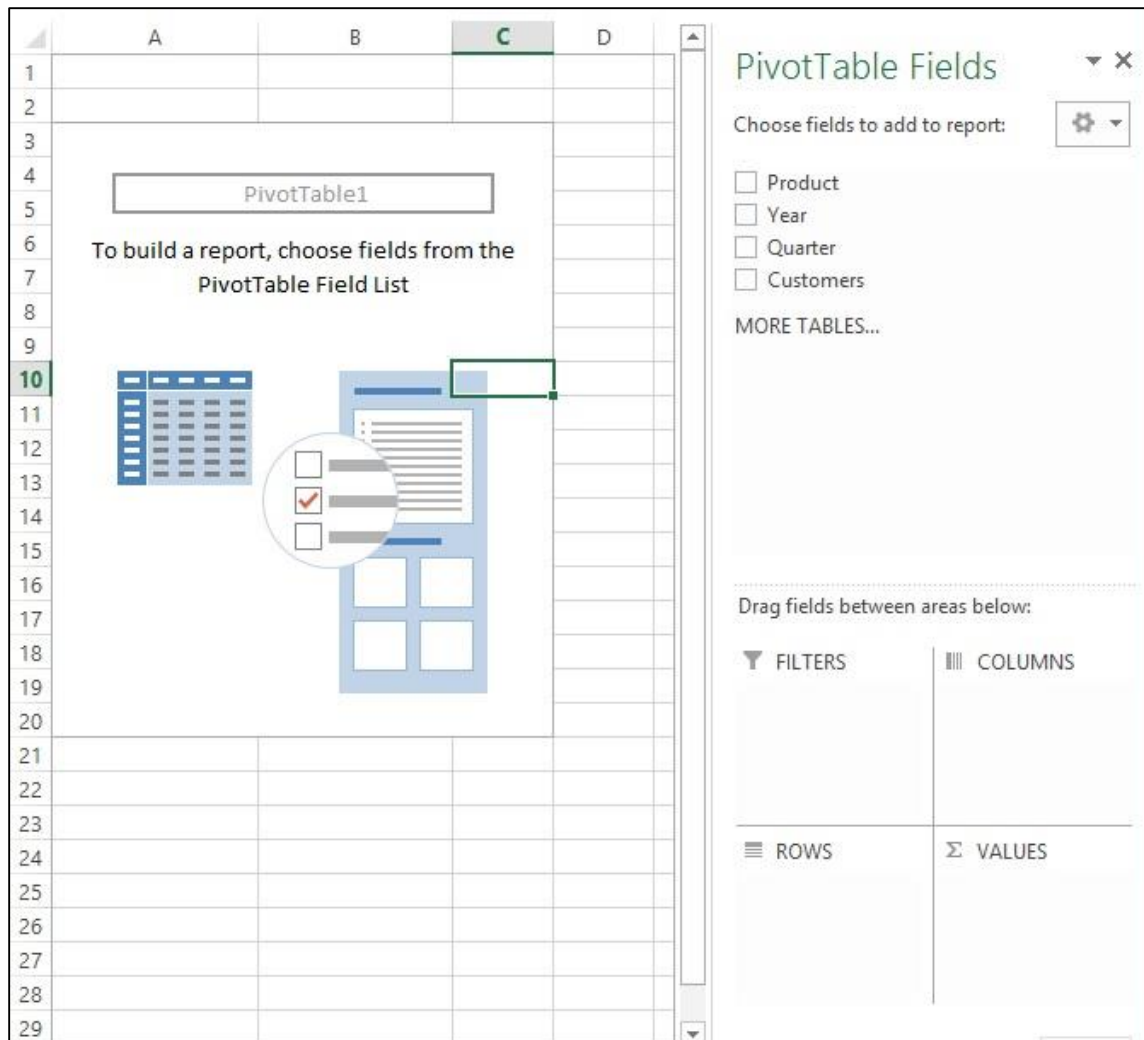 A B C D
1
2
3
4
5
6
7
8
9
10
11
12
13
14
15
16
17
18
19
20
21
22
23
24
25
26
27
28
29
PivotTable1
To build a report, choose fields from the
PivotTable Field List
PivotTable Fields
Choose fields to add to report:
Product
Year
Quarter
Customers
MORE TABLES...
Drag fields between areas below:
FILTERS
COLUMNS
ROWS
Σ VALUES